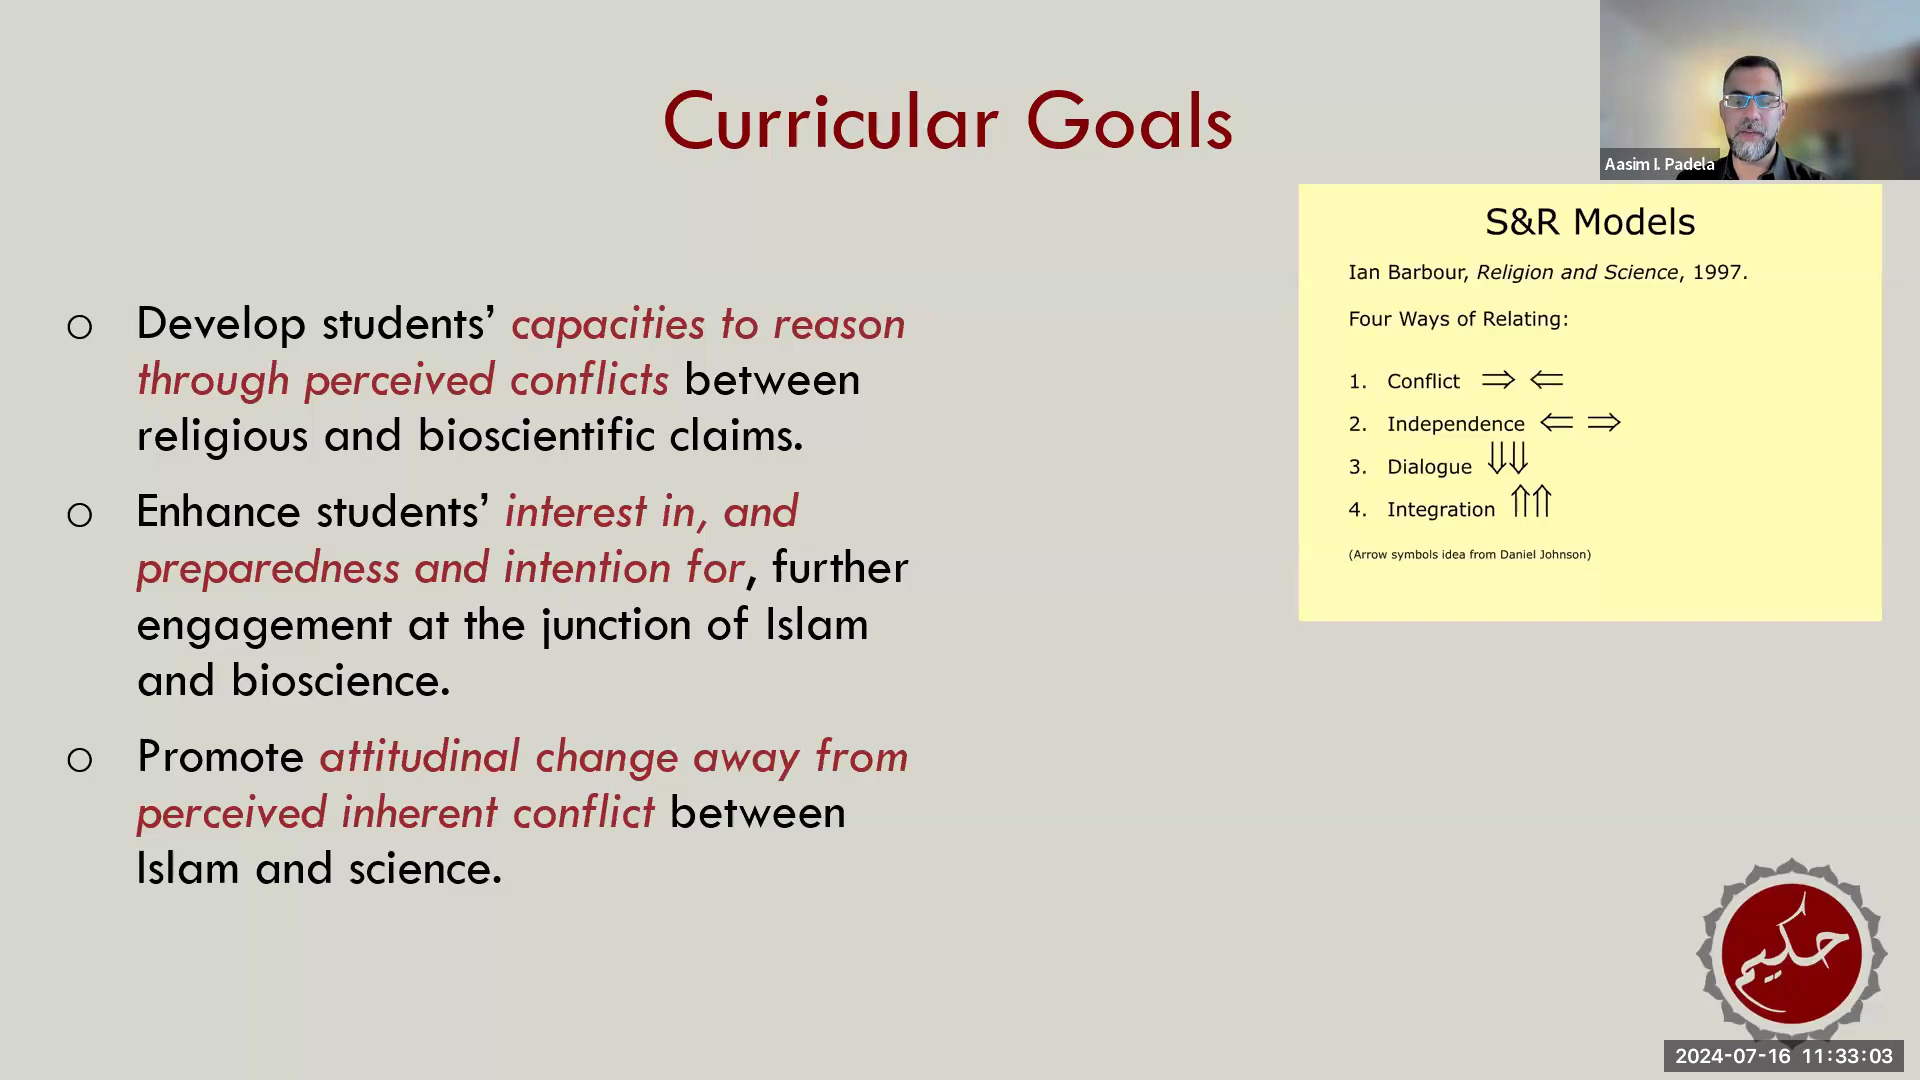 Curricular Goals
Aasim I. Padela
o Develop students’ capacities to reason
through perceived conflicts between
religious and bioscientific claims.
o Enhance students’ interest in, and
preparedness and intention for, further
engagement at the junction of Islam
and bioscience.
o Promote attitudinal change away from
perceived inherent conflict between
Islam and science.
S&R Models
Ian Barbour, Religion and Science, 1997.
Four Ways of Relating:
1. Conflict ⇒ ⇐
2. Independence ⇐ ⇒
3. Dialogue ⇓⇓
4. Integration ⇑⇑
(Arrow symbols idea from Daniel Johnson)
حكيم
2024-07-16 11:33:03